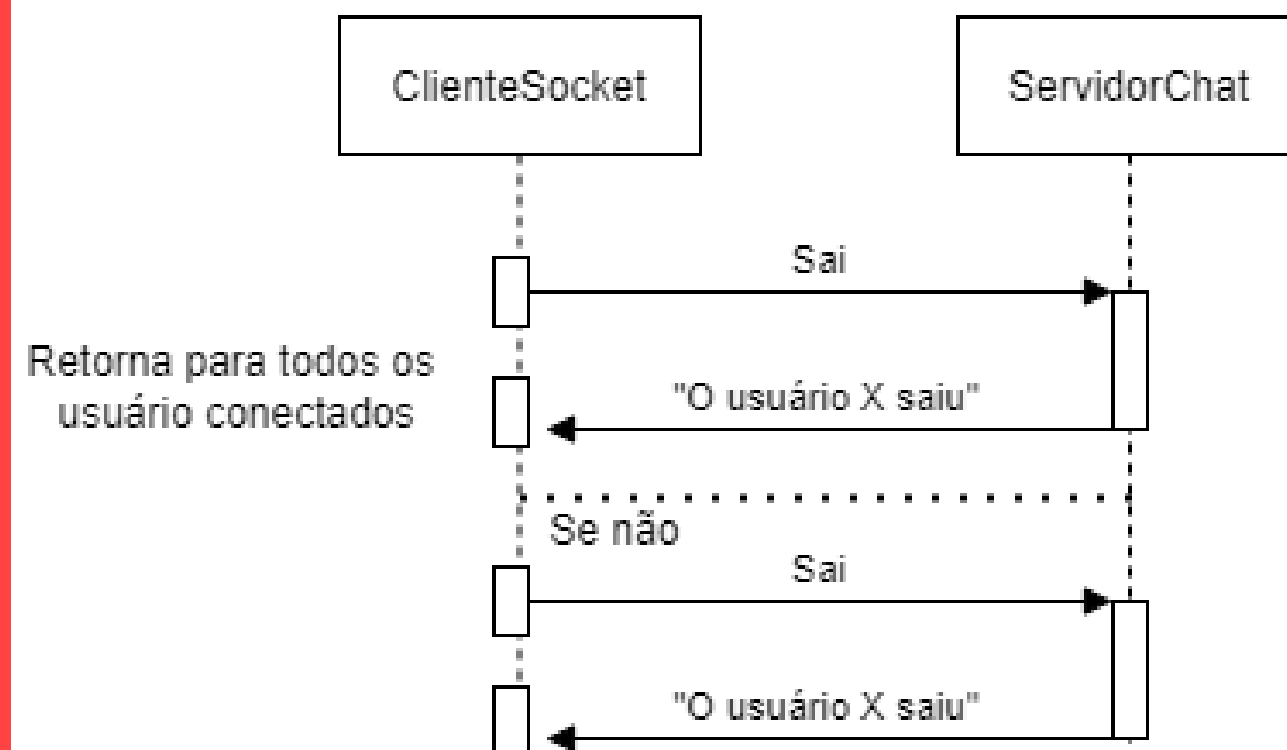 ClienteSocket
ServidorChat
Sai
Retorna para todos os
usuário conectados
"O usuário X saiu"
Se não
Sai
"O usuário X saiu"